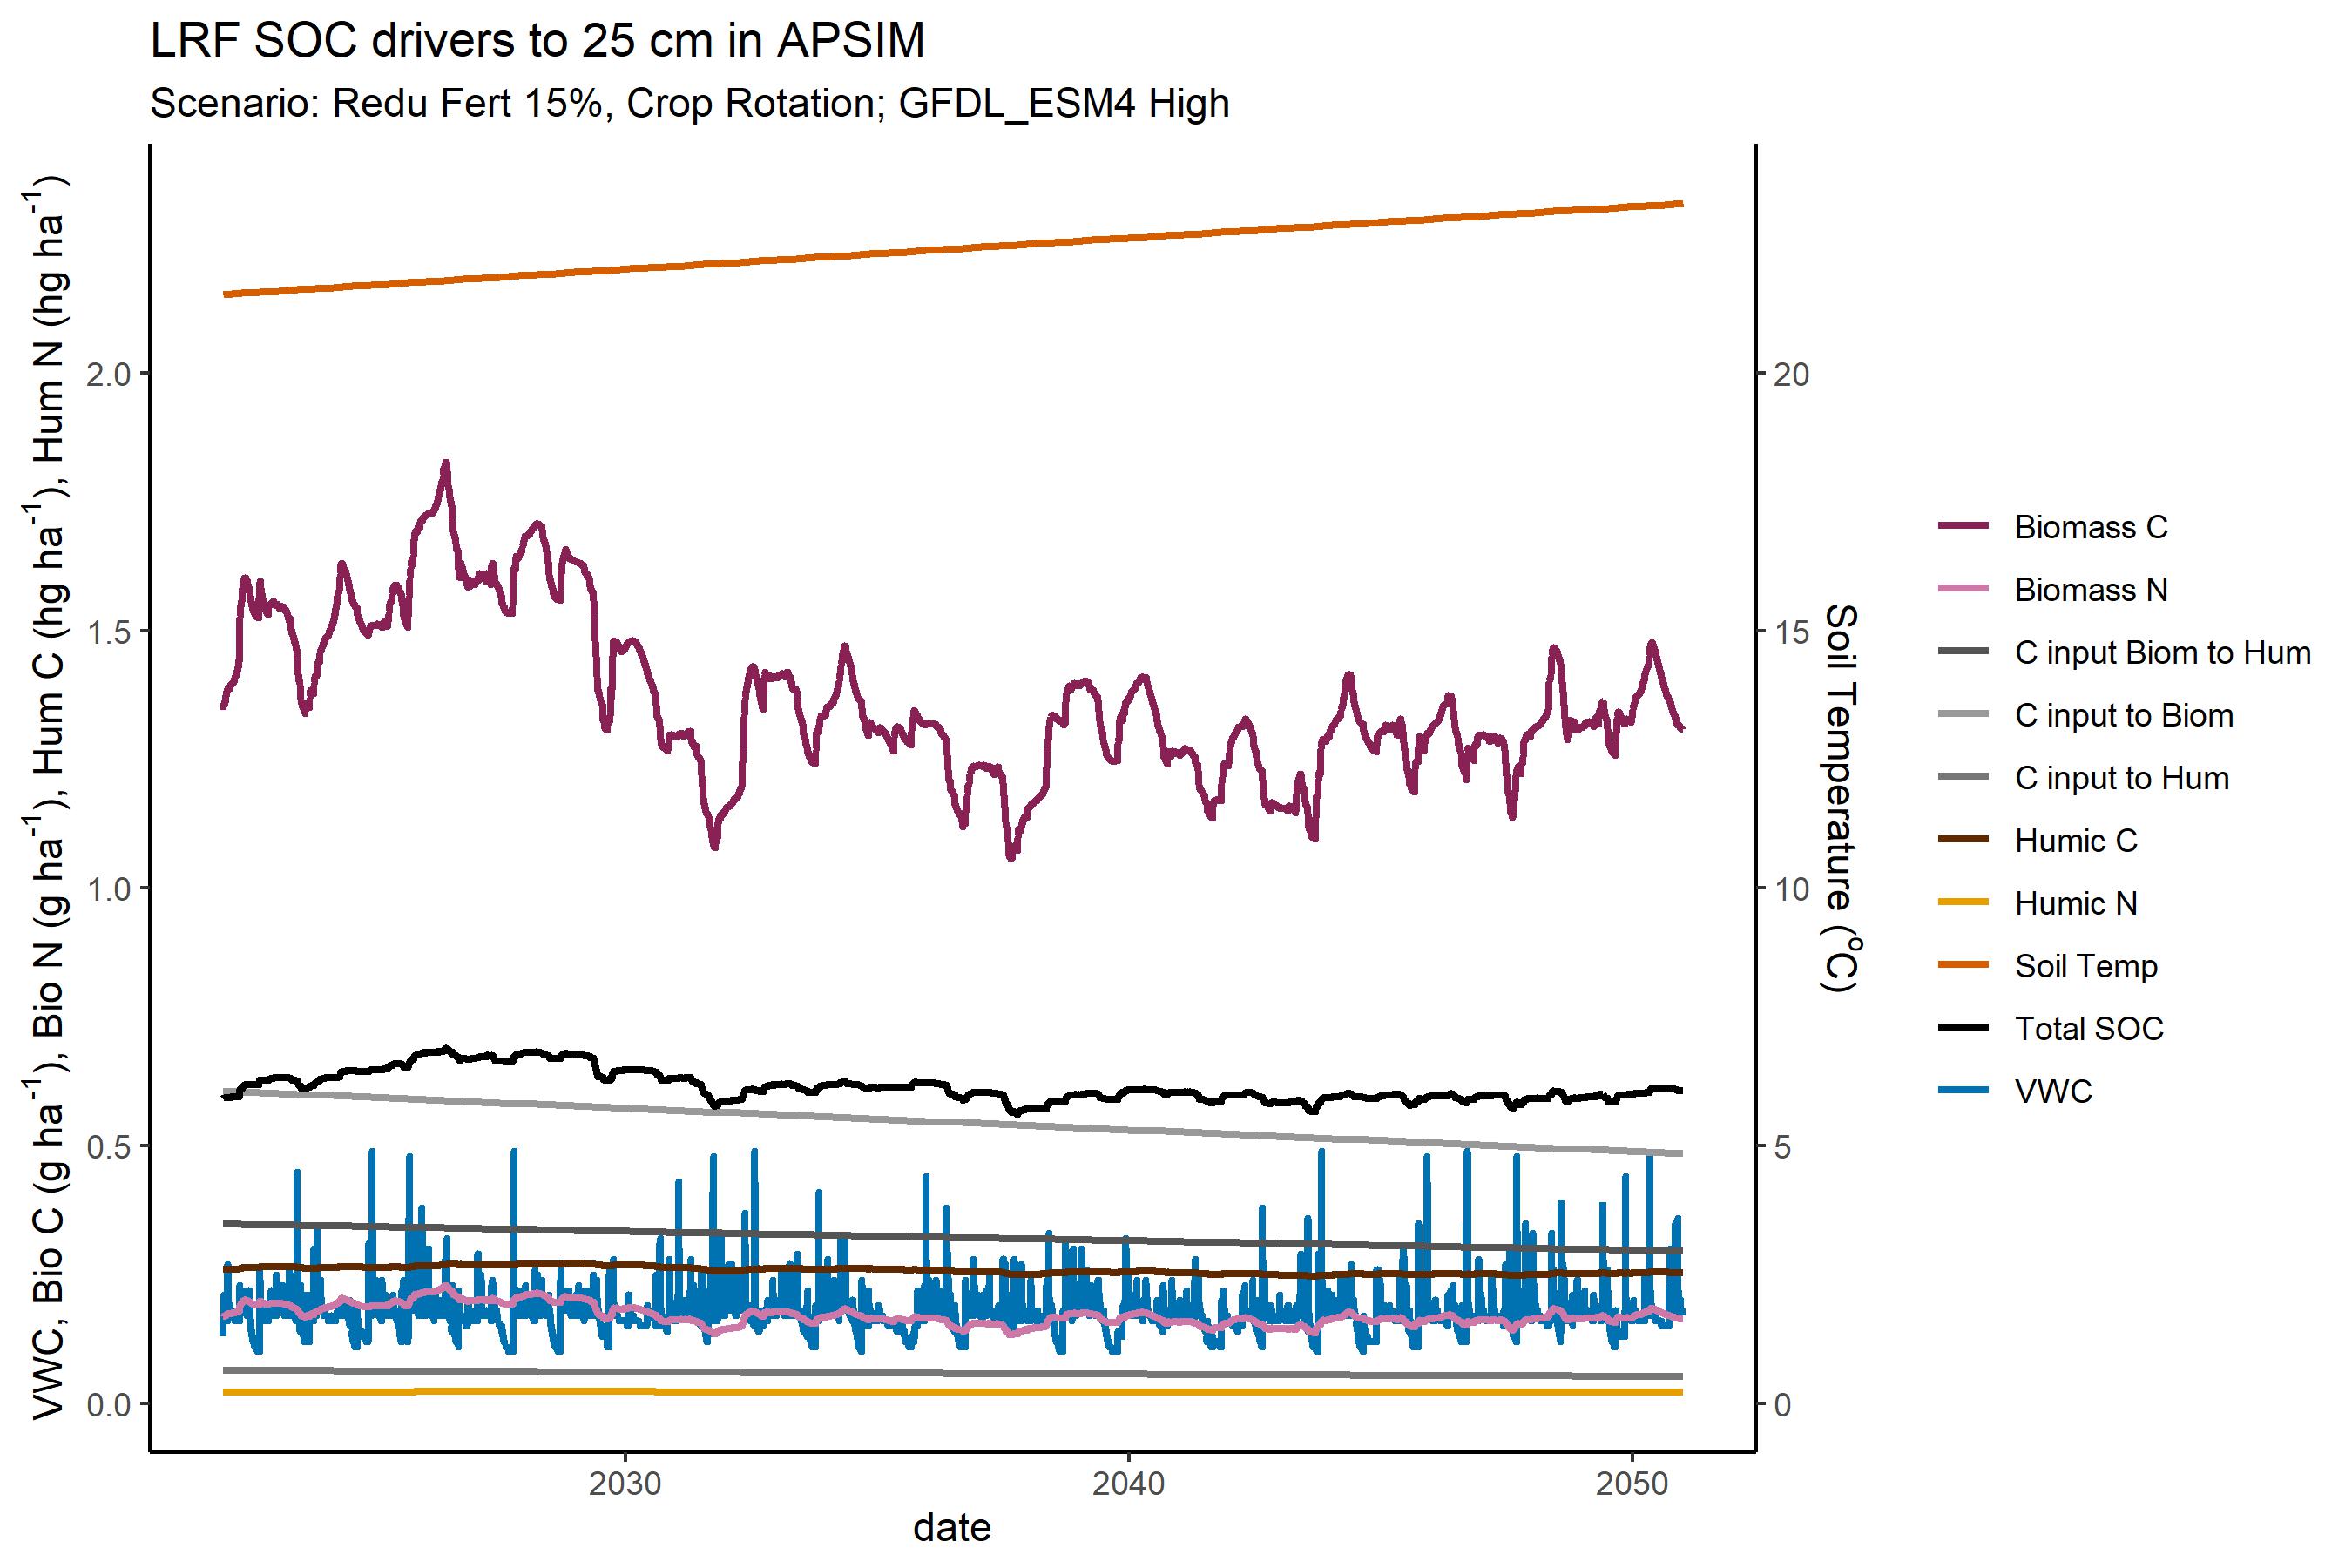 LRF SOC drivers to 25 cm in APSIM
Scenario: Redu Fert 15%, Crop Rotation; GFDL_ESM4 High
VWC, Bio C (g ha⁻¹), Bio N (g ha⁻¹), Hum C (hg ha⁻¹), Hum N (hg ha⁻¹)
2.0
1.5
1.0
0.5
0.0
20
15
10
5
0
Soil Temperature (ºC)
2030
2040
2050
date
Biomass C
Biomass N
C input Biom to Hum
C input to Biom
C input to Hum
Humic C
Humic N
Soil Temp
Total SOC
VWC